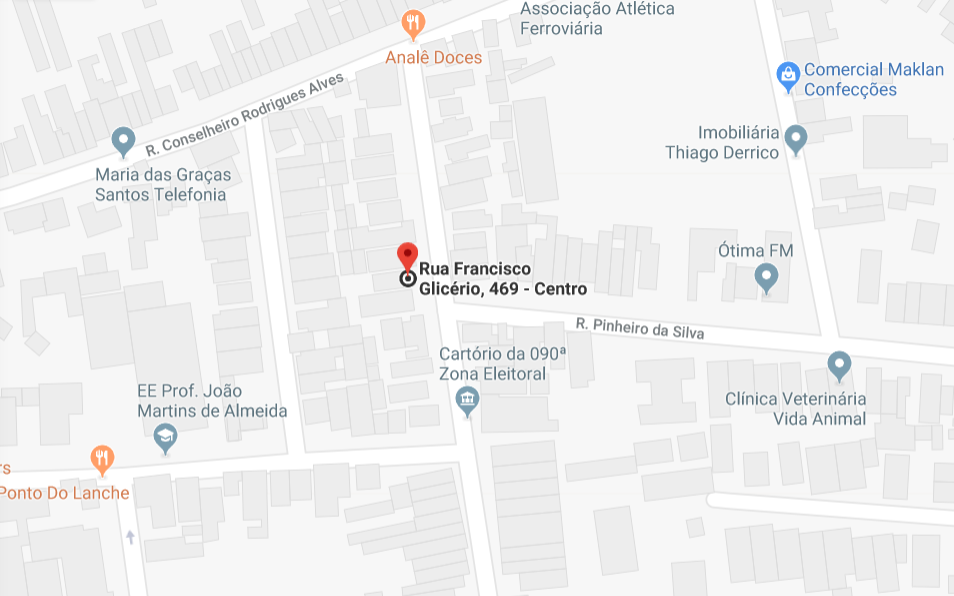 Associação Atlética
Ferroviária
Analê Doces
Comercial Maklan
Confecções
R. Conselheiro Rodrigues Alves
Imobiliária
Thiago Derrico
Maria das Graças
Santos Telefonia
Ótima FM
Rua Francisco
Glicério, 469 - Centro
R. Pinheiro da Silva
Cartório da 090ª
Zona Eleitoral
EE Prof. João
Martins de Almeida
Clínica Veterinária
Vida Animal
rs
Ponto Do Lanche